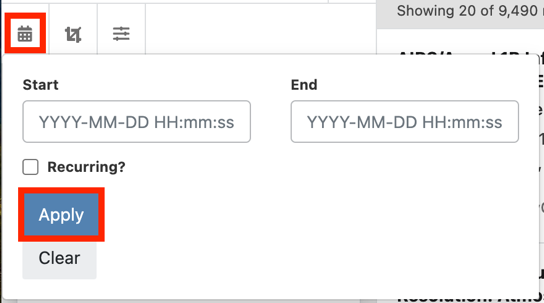 Showing 20 of 9,490
Start
End
YYYY-MM-DD HH:mm:ss
YYYY-MM-DD HH:mm:ss
Recurring?
Apply
Clear